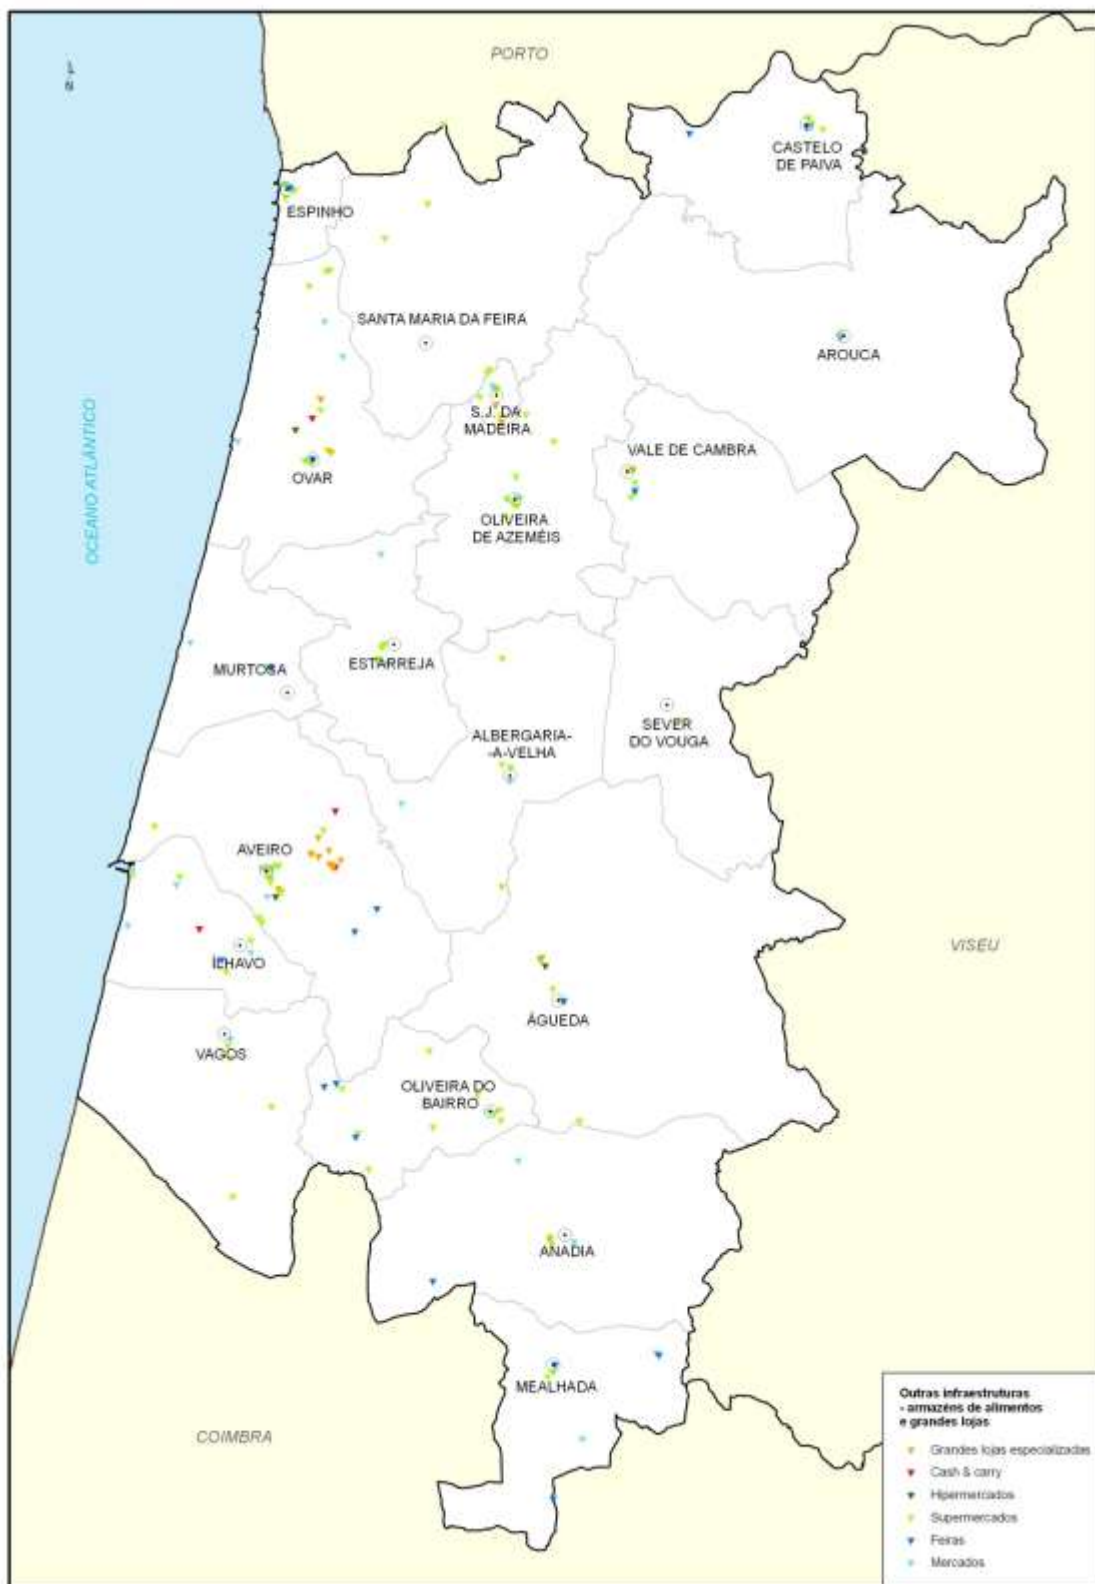 N
PORTO
CASTELO
DE PAIVA
ESPINHO
SANTA MARIA DA FEIRA
AROUCA
OCEANO ATLÂNTICO
S.J. DA
MADEIRA
VALE DE CAMBRA
OVAR
OLIVEIRA
DE AZEMÉIS
ESTARREJA
MURTOSA
SEVER
DO VOUGA
ALBERGARIA-
-A-VELHA
AVEIRO
VISEU
ÍLHAVO
ÁGUEDA
VAGOS
OLIVEIRA DO
BAIRRO
ANADIA
MEALHADA
COIMBRA
Outras infraestruturas
- armazéns de alimentos
e grandes lojas
Grandes lojas especializadas
Cash & carry
Hipermercados
Supermercados
Feiras
Mercados